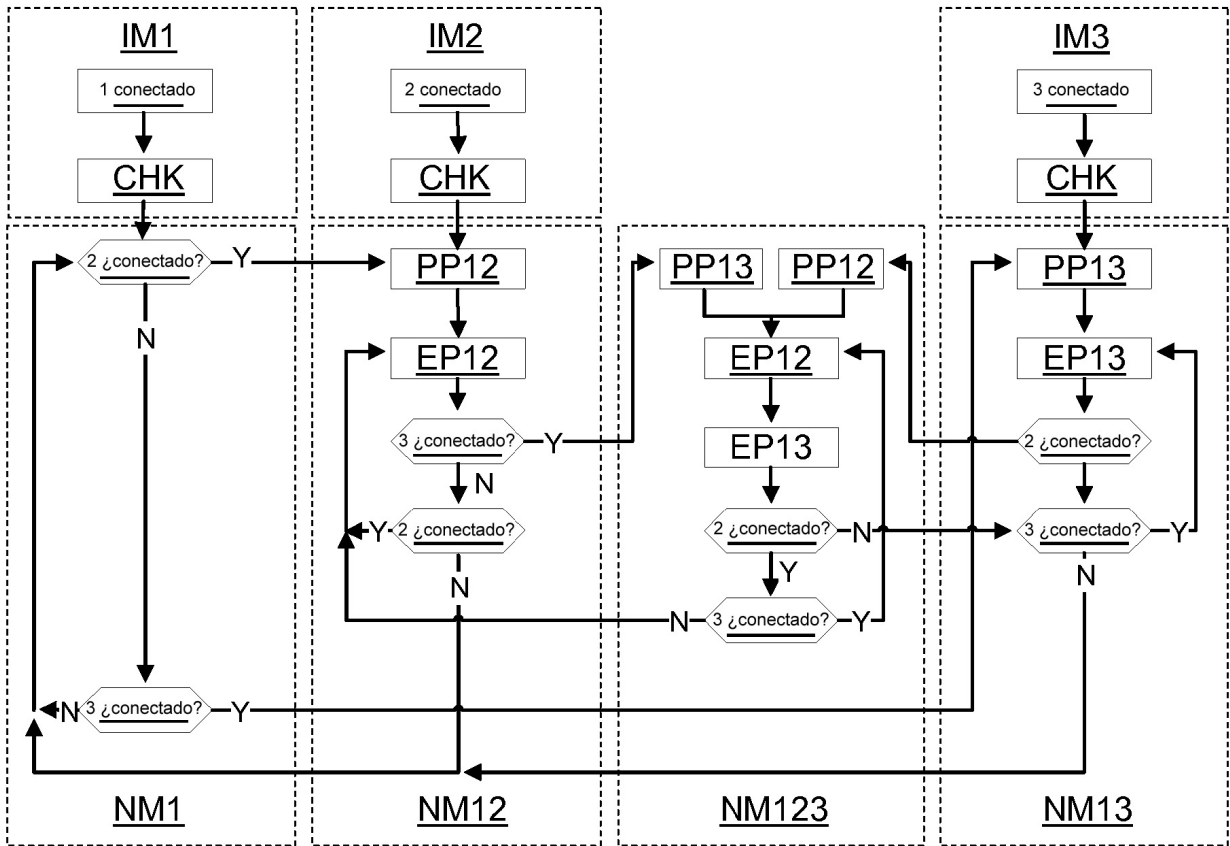 IM1
1 conectado
CHK
IM2
2 conectado
CHK
IM3
3 conectado
CHK
2 ¿conectado?
Y
N
3 ¿conectado?
N
Y
NM1
PP12
EP12
3 ¿conectado?
Y
N
2 ¿conectado?
Y
N
NM12
PP13
PP12
EP12
EP13
2 ¿conectado?
N
Y
3 ¿conectado?
N
Y
NM123
PP13
EP13
2 ¿conectado?
3 ¿conectado?
Y
N
NM13